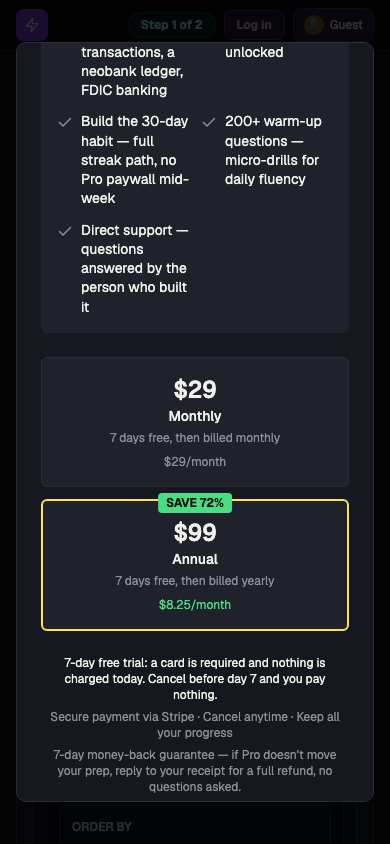 Step 1 of 2
Log in
Guest
transactions, a
neobank ledger,
FDIC banking
unlocked
Build the 30-day
habit — full
streak path, no
Pro paywall mid-
week
200+ warm-up
questions —
micro-drills for
daily fluency
Direct support —
questions
answered by the
person who built
it
$29
Monthly
7 days free, then billed monthly
$29/month
SAVE 72%
$99
Annual
7 days free, then billed yearly
$8.25/month
7-day free trial: a card is required and nothing is
charged today. Cancel before day 7 and you pay
nothing.
Secure payment via Stripe · Cancel anytime · Keep all
your progress
7-day money-back guarantee — if Pro doesn't move
your prep, reply to your receipt for a full refund, no
questions asked.
ORDER BY